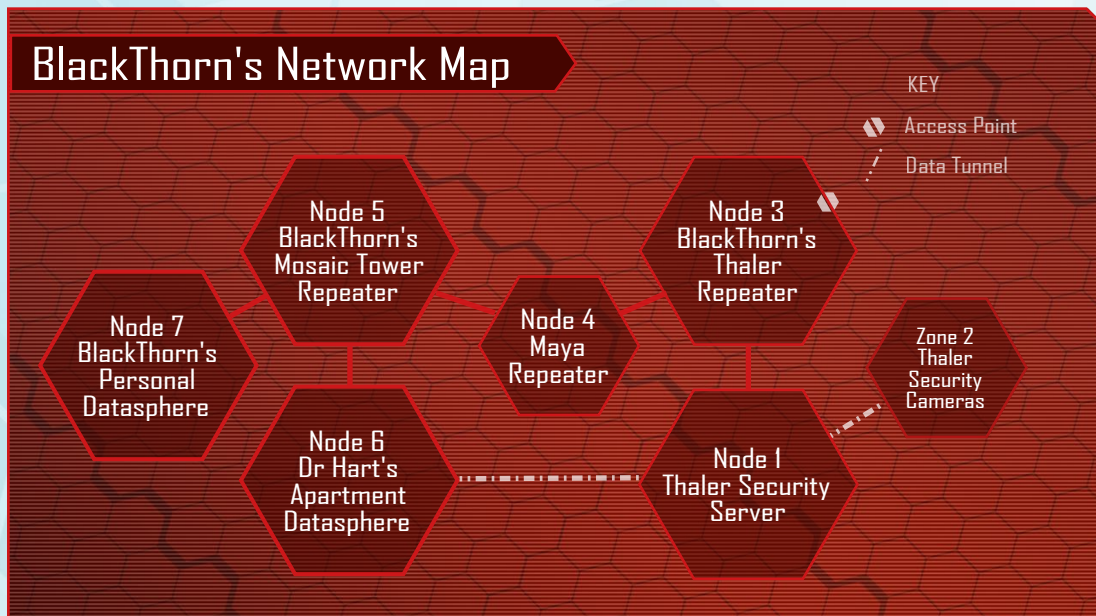 BlackThorn's Network Map
KEY
Access Point
Data Tunnel
Node 5
BlackThorn's
Mosaic Tower
Repeater
Node 3
BlackThorn's
Thaler
Repeater
Node 7
BlackThorn's
Personal
Datasphere
Node 4
Maya
Repeater
Zone 2
Thaler
Security
Cameras
Node 6
Dr Hart's
Apartment
Datasphere
Node 1
Thaler Security
Server